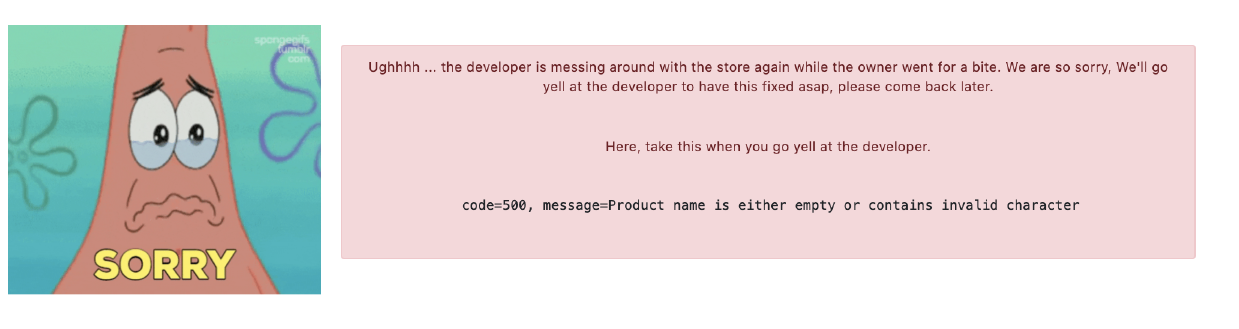 spongegifs
tumblr
com
SORRY
Ughhhh ... the developer is messing around with the store again while the owner went for a bite. We are so sorry, We'll go
yell at the developer to have this fixed asap, please come back later.
Here, take this when you go yell at the developer.
code=500, message=Product name is either empty or contains invalid character